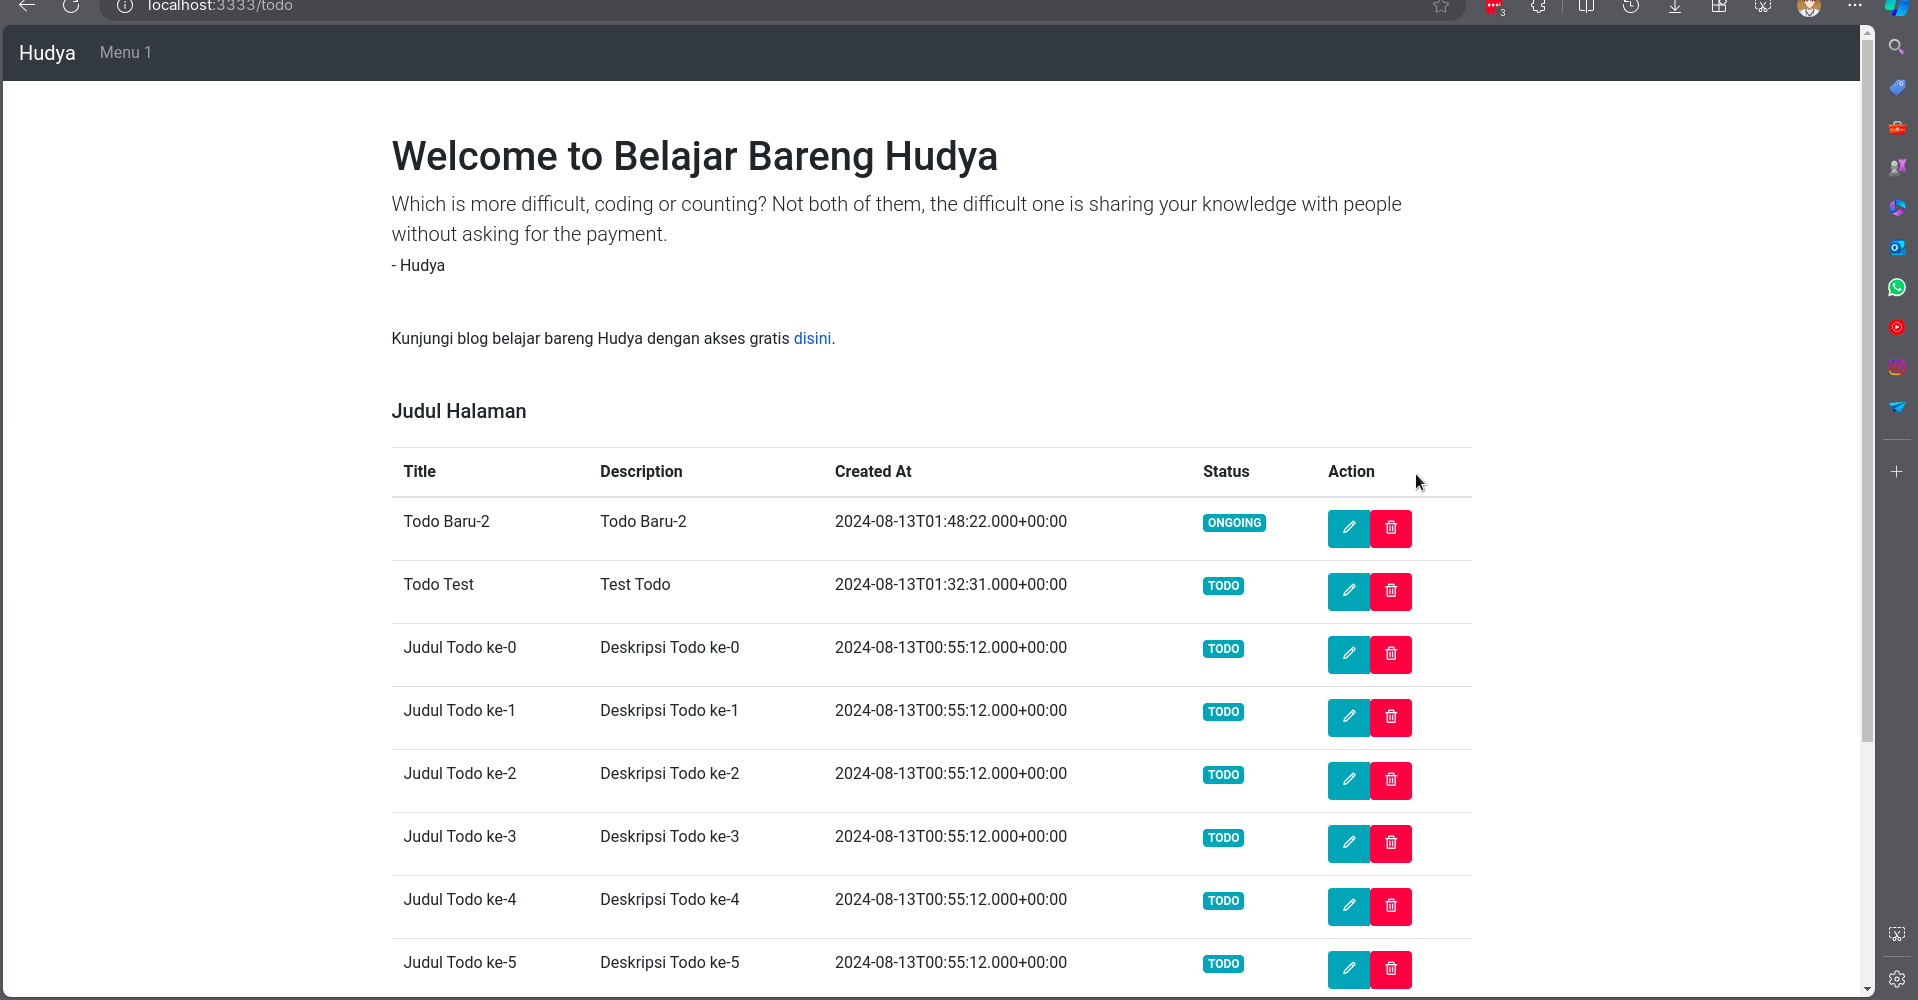 localhost:3333/todo
3
Hudya Menu 1
Welcome to Belajar Bareng Hudya
Which is more difficult, coding or counting? Not both of them, the difficult one is sharing your knowledge with people
without asking for the payment.
- Hudya
Kunjungi blog belajar bareng Hudya dengan akses gratis disini.
Judul Halaman
Title Description Created At Status Action
Todo Baru-2 Todo Baru-2 2024-08-13T01:48:22.000+00:00 ONGOING
Todo Test Test Todo 2024-08-13T01:32:31.000+00:00 TODO
Judul Todo ke-0 Deskripsi Todo ke-0 2024-08-13T00:55:12.000+00:00 TODO
Judul Todo ke-1 Deskripsi Todo ke-1 2024-08-13T00:55:12.000+00:00 TODO
Judul Todo ke-2 Deskripsi Todo ke-2 2024-08-13T00:55:12.000+00:00 TODO
Judul Todo ke-3 Deskripsi Todo ke-3 2024-08-13T00:55:12.000+00:00 TODO
Judul Todo ke-4 Deskripsi Todo ke-4 2024-08-13T00:55:12.000+00:00 TODO
Judul Todo ke-5 Deskripsi Todo ke-5 2024-08-13T00:55:12.000+00:00 TODO